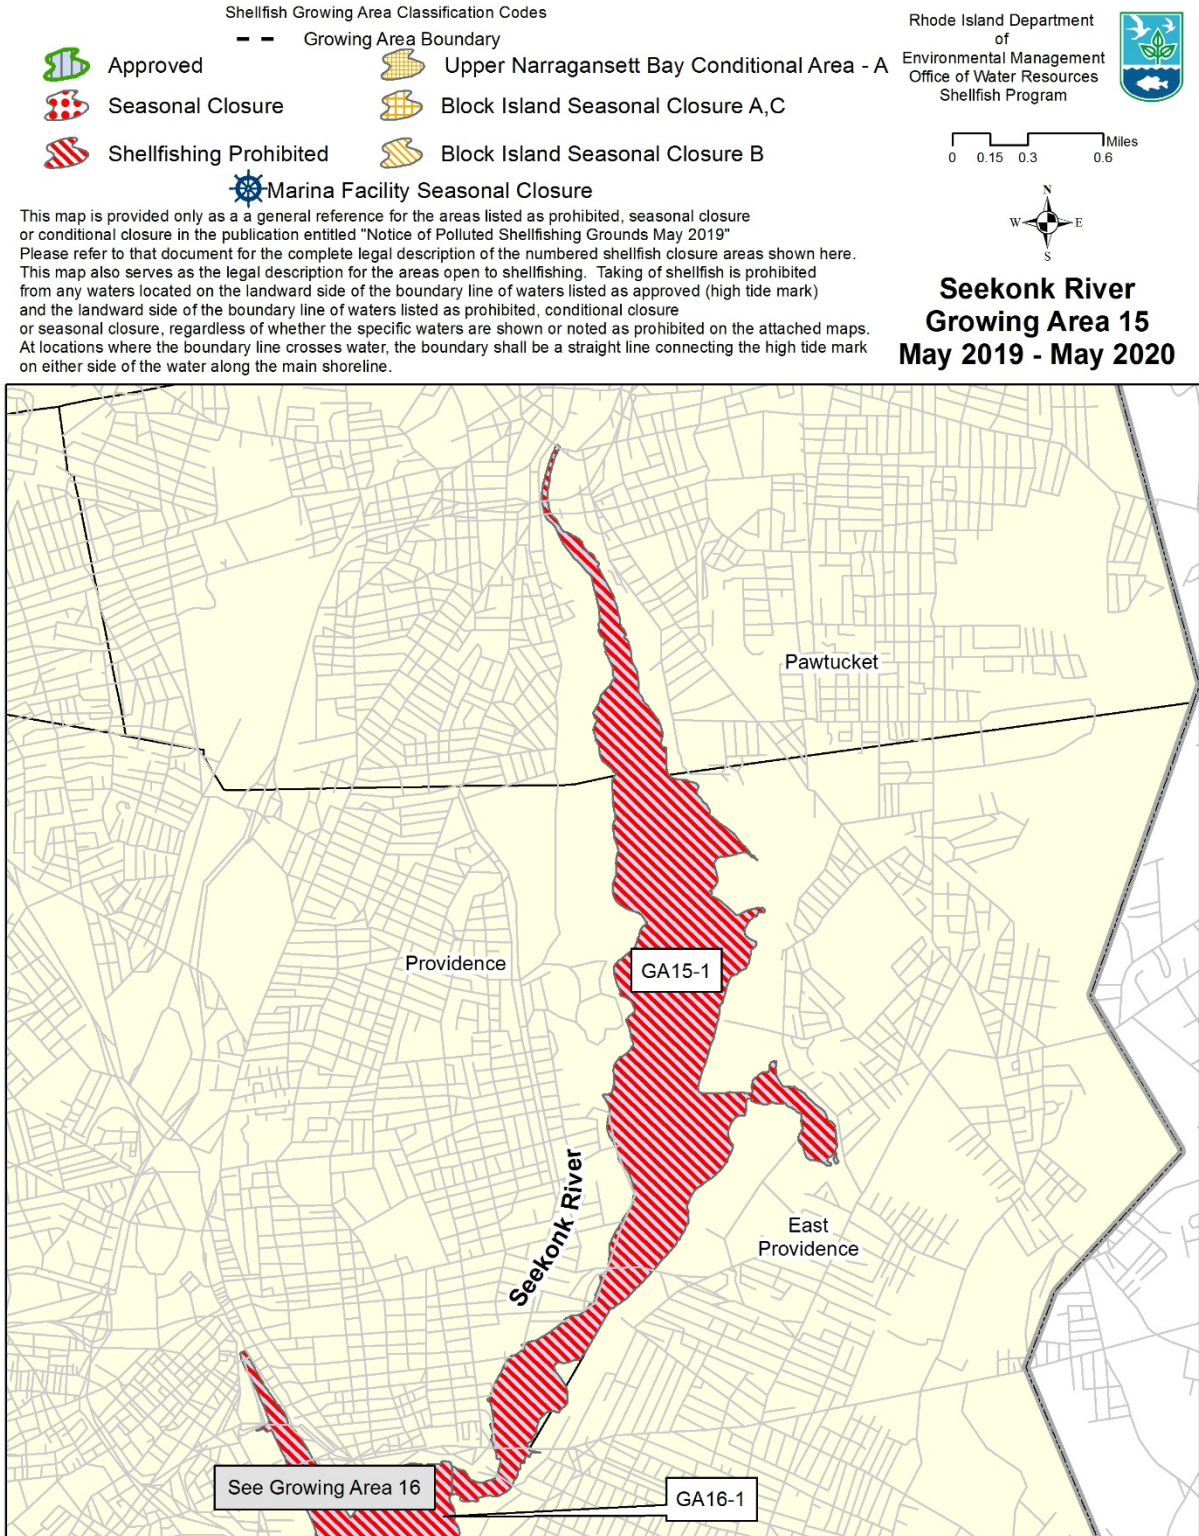 Shellfish Growing Area Classification Codes
Growing Area Boundary
Approved
Upper Narragansett Bay Conditional Area - A
Seasonal Closure
Block Island Seasonal Closure A,C
Shellfishing Prohibited
Block Island Seasonal Closure B
Marina Facility Seasonal Closure
This map is provided only as a a general reference for the areas listed as prohibited, seasonal closure
or conditional closure in the publication entitled "Notice of Polluted Shellfishing Grounds May 2019"
Please refer to that document for the complete legal description of the numbered shellfish closure areas shown here.
This map also serves as the legal description for the areas open to shellfishing. Taking of shellfish is prohibited
from any waters located on the landward side of the boundary line of waters listed as approved (high tide mark)
and the landward side of the boundary line of waters listed as prohibited, conditional closure
or seasonal closure, regardless of whether the specific waters are shown or noted as prohibited on the attached maps.
At locations where the boundary line crosses water, the boundary shall be a straight line connecting the high tide mark
on either side of the water along the main shoreline.
Rhode Island Department
of
Environmental Management
Office of Water Resources
Shellfish Program
Miles
0 0.15 0.3 0.6
N
W E
S
Seekonk River
Growing Area 15
May 2019 - May 2020
Pawtucket
Providence
GA15-1
Seekonk River
East
Providence
See Growing Area 16
GA16-1